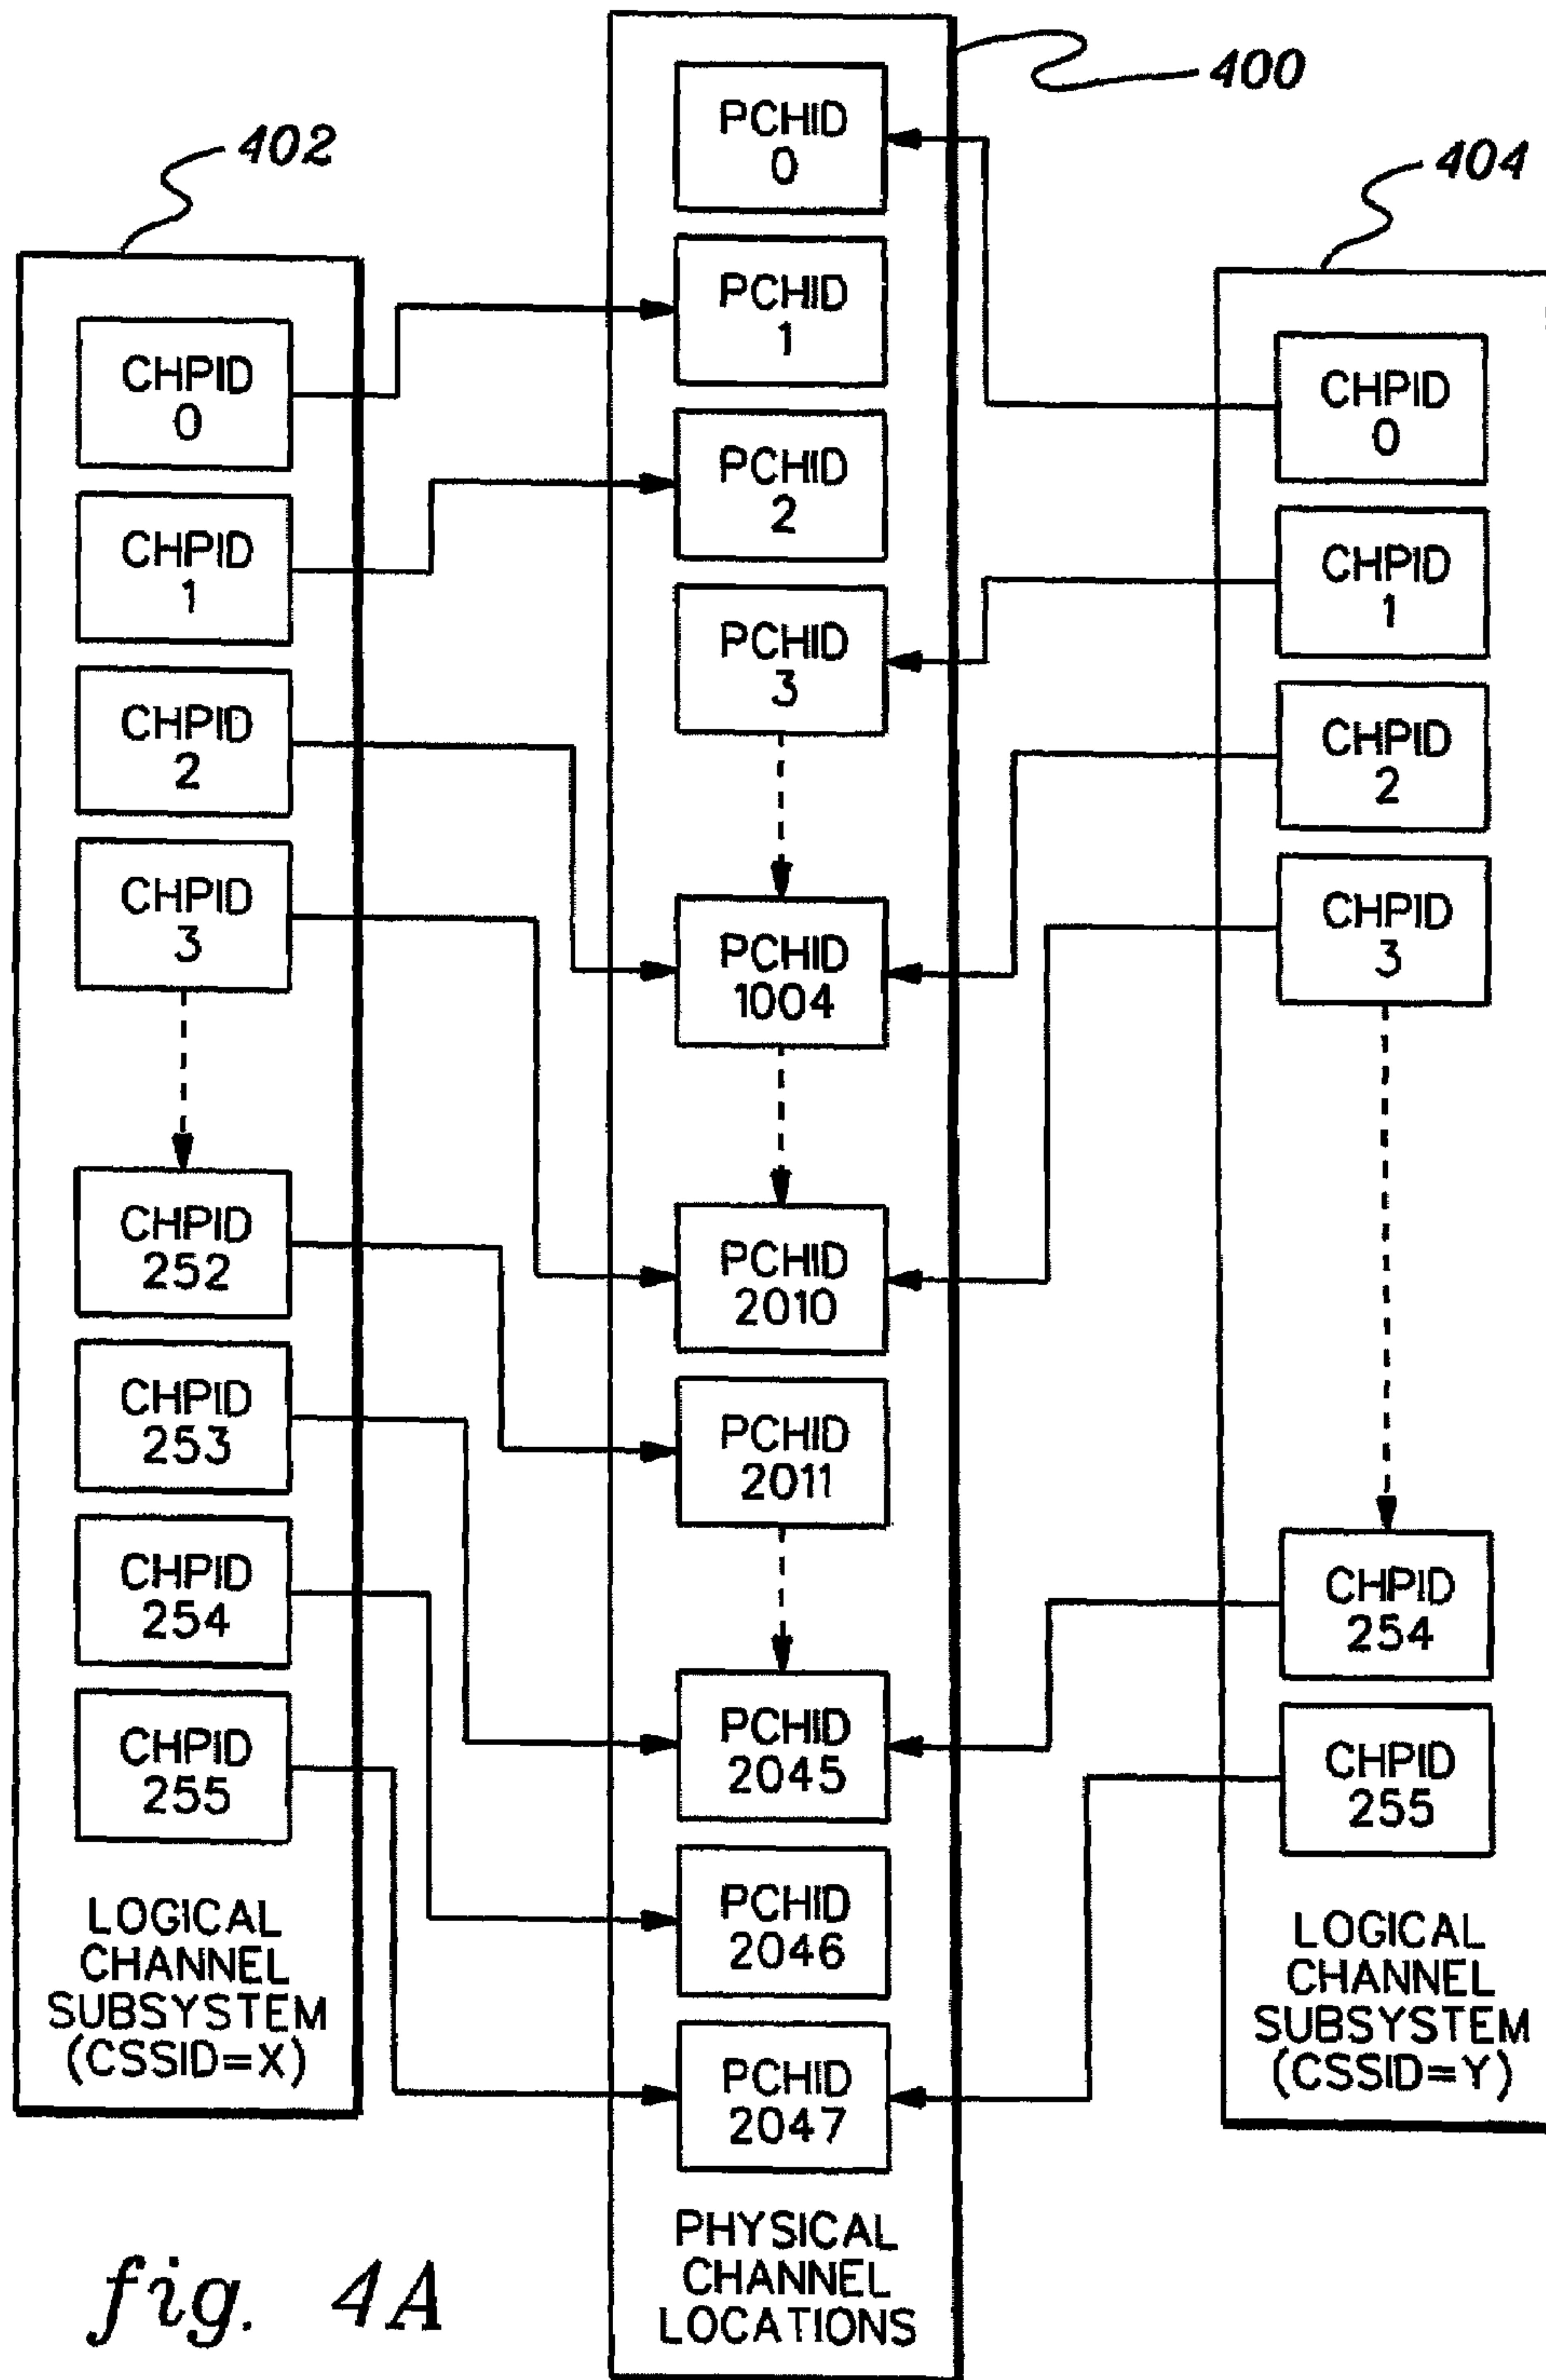 402
CHPID
0
CHPID
1
CHPID
2
CHPID
3
CHPID
252
CHPID
253
CHPID
254
CHPID
255
LOGICAL
CHANNEL
SUBSYSTEM
(CSSID=X)
400
PCHID
0
PCHID
1
PCHID
2
PCHID
3
PCHID
1004
PCHID
2010
PCHID
2011
PCHID
2045
PCHID
2046
PCHID
2047
PHYSICAL
CHANNEL
LOCATIONS
404
CHPID
0
CHPID
1
CHPID
2
CHPID
3
CHPID
254
CHPID
255
LOGICAL
CHANNEL
SUBSYSTEM
(CSSID=Y)
fig. 4A